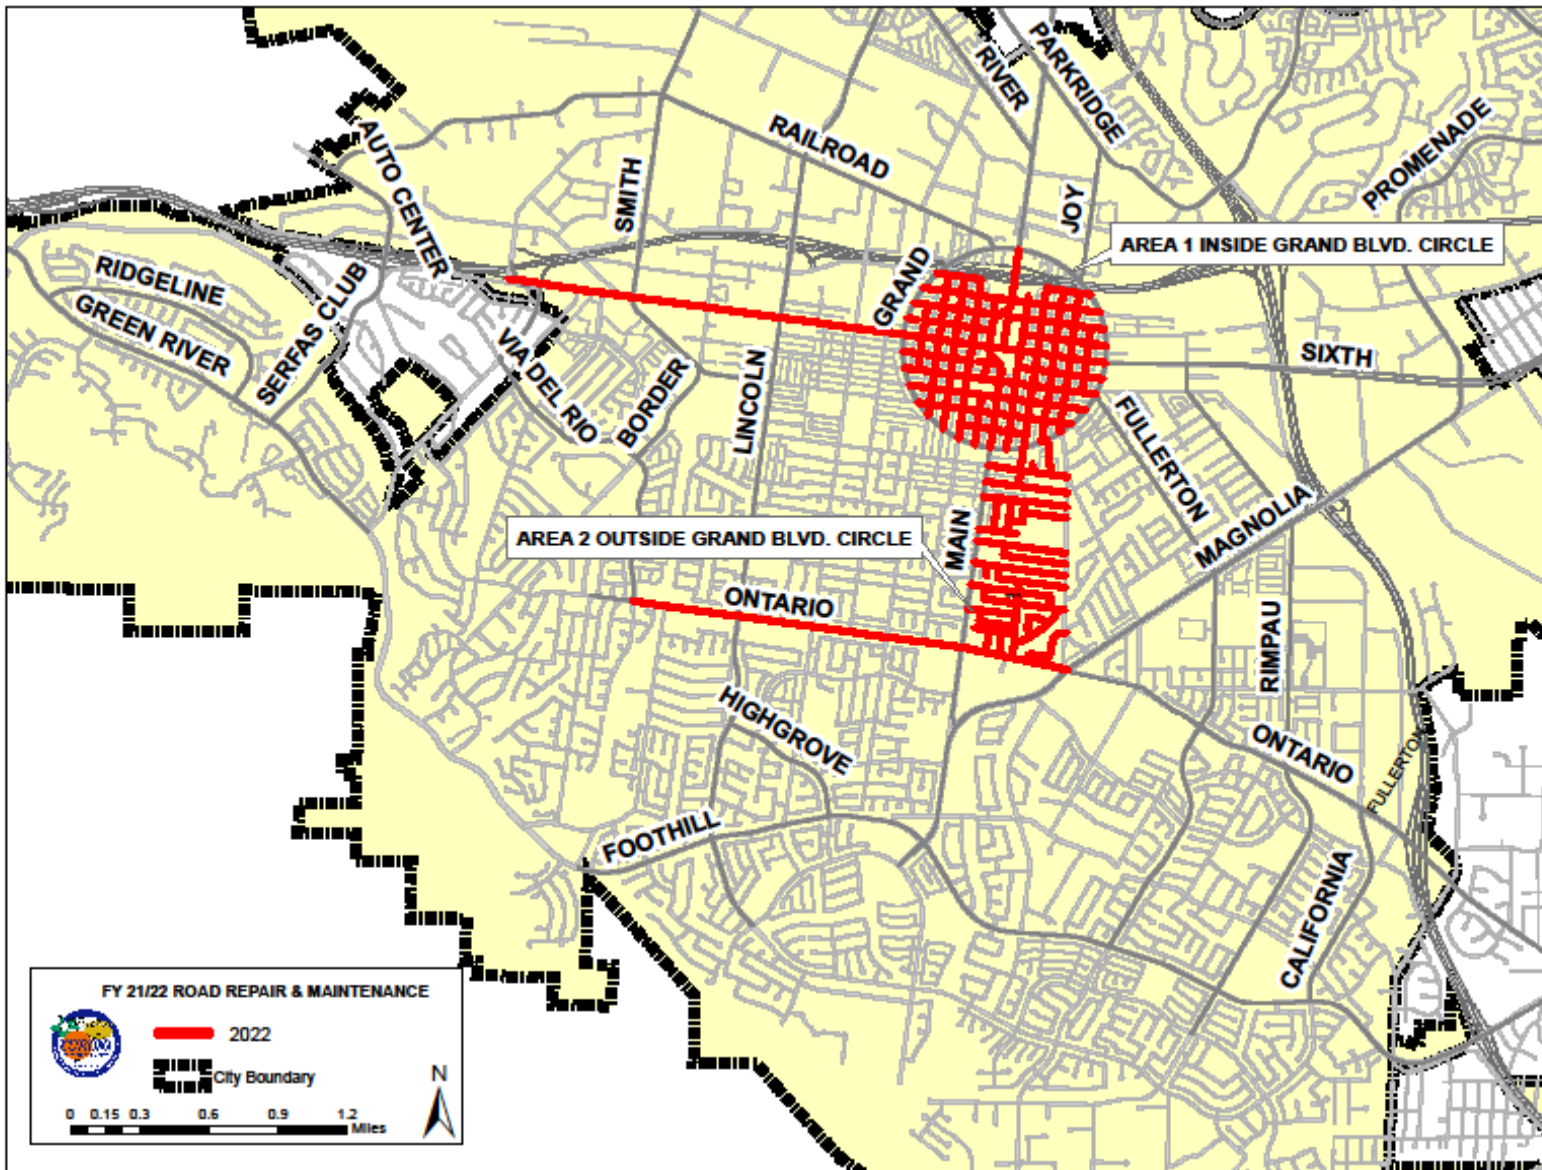 RIVER
PARKRIDGE
PROMENADE
RAILROAD
AUTO CENTER
SMITH
JOY
AREA 1 INSIDE GRAND BLVD. CIRCLE
RIDGELINE
GREEN RIVER
SERFAS CLUB
GRAND
VIA DEL RIO
BORDER
LINCOLN
SIXTH
FULLERTON
MAGNOLIA
AREA 2 OUTSIDE GRAND BLVD. CIRCLE
MAIN
ONTARIO
RIMPAU
HIGHGROVE
ONTARIO
FULLERTON
FOOTHILL
CALIFORNIA
FY 21/22 ROAD REPAIR & MAINTENANCE
2022
City Boundary
N
0 0.15 0.3 0.6 0.9 1.2
Miles